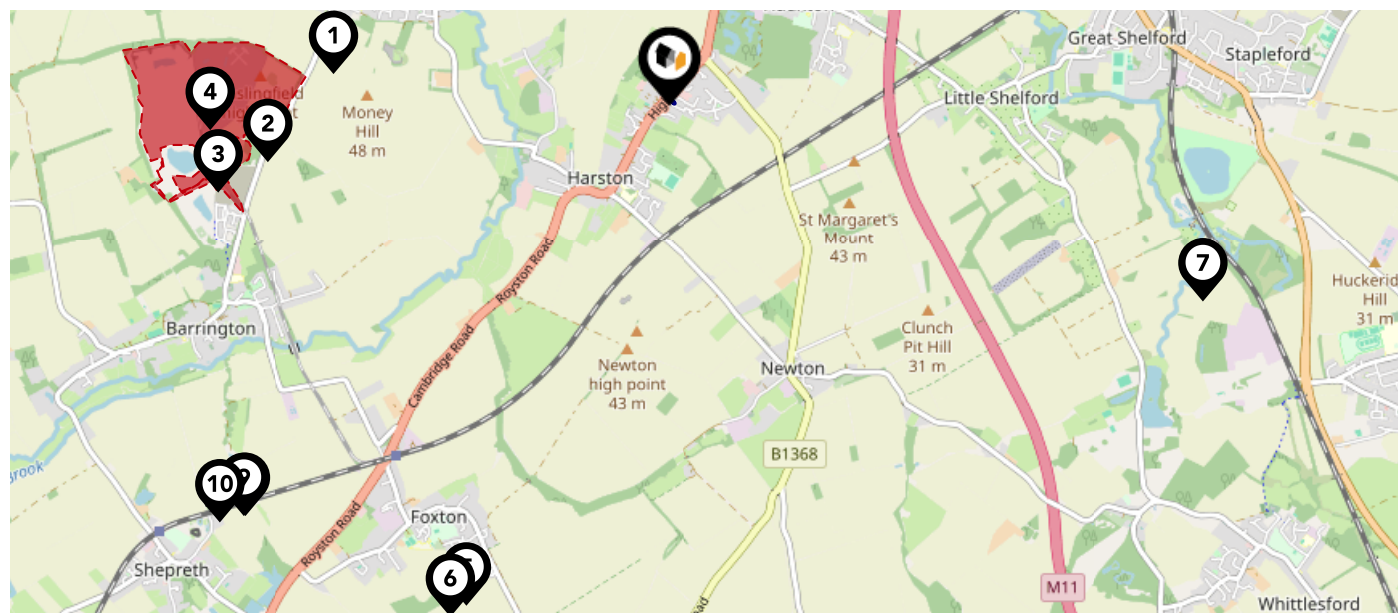 1
Great Shelford
Stapleford
4
2
Money
Hill
48 m
Little Shelford
3
Harston
St Margaret's
Mount
43 m
7
Royston Road
Hill
31 m
Barrington
Clunch
Pit Hill
31 m
Newton
high point
43 m
Newton
Cambridge Road
B1368
10
Foxton
Royston Road
Shepreth
6
M11
Whittlesford